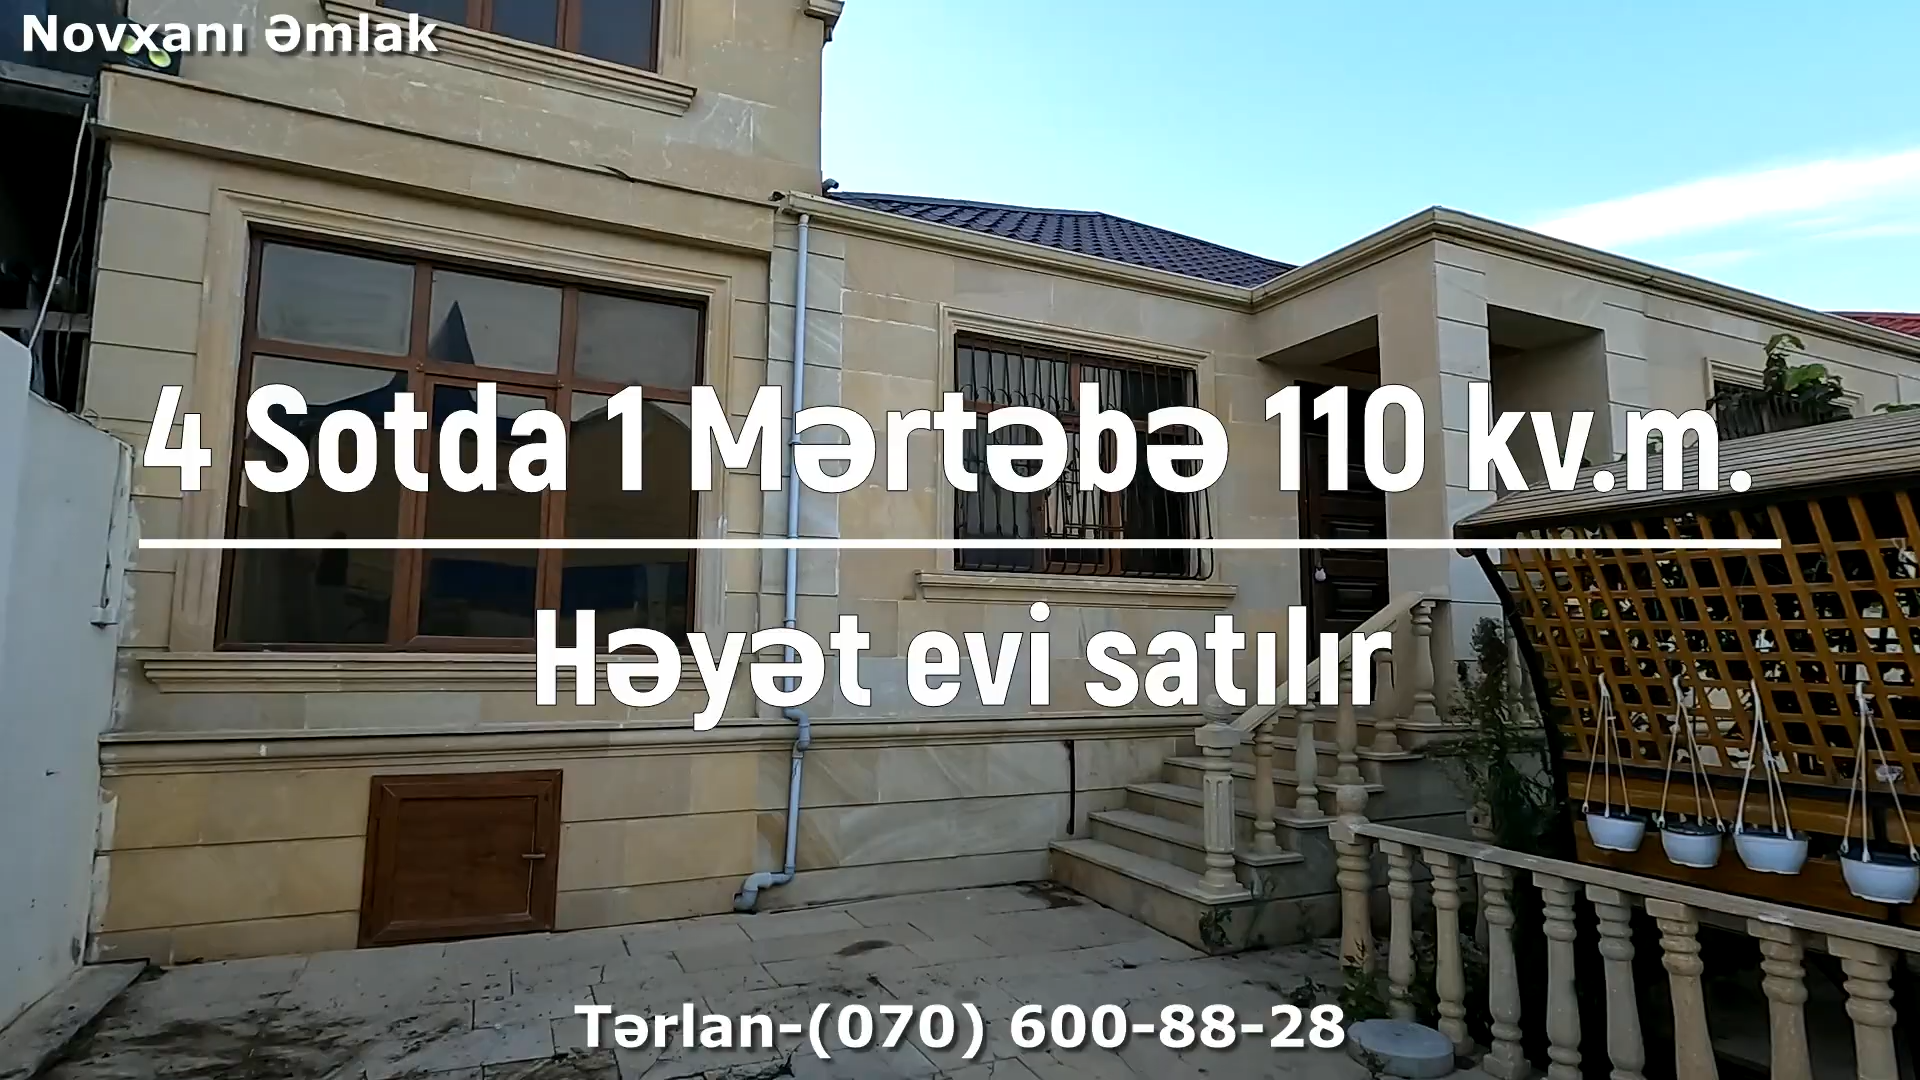 Novxanı Əmlak
4 Sotda 1 Mərtəbə 110 kv.m.
Həyət evi satılır
Tərlan-(070) 600-88-28